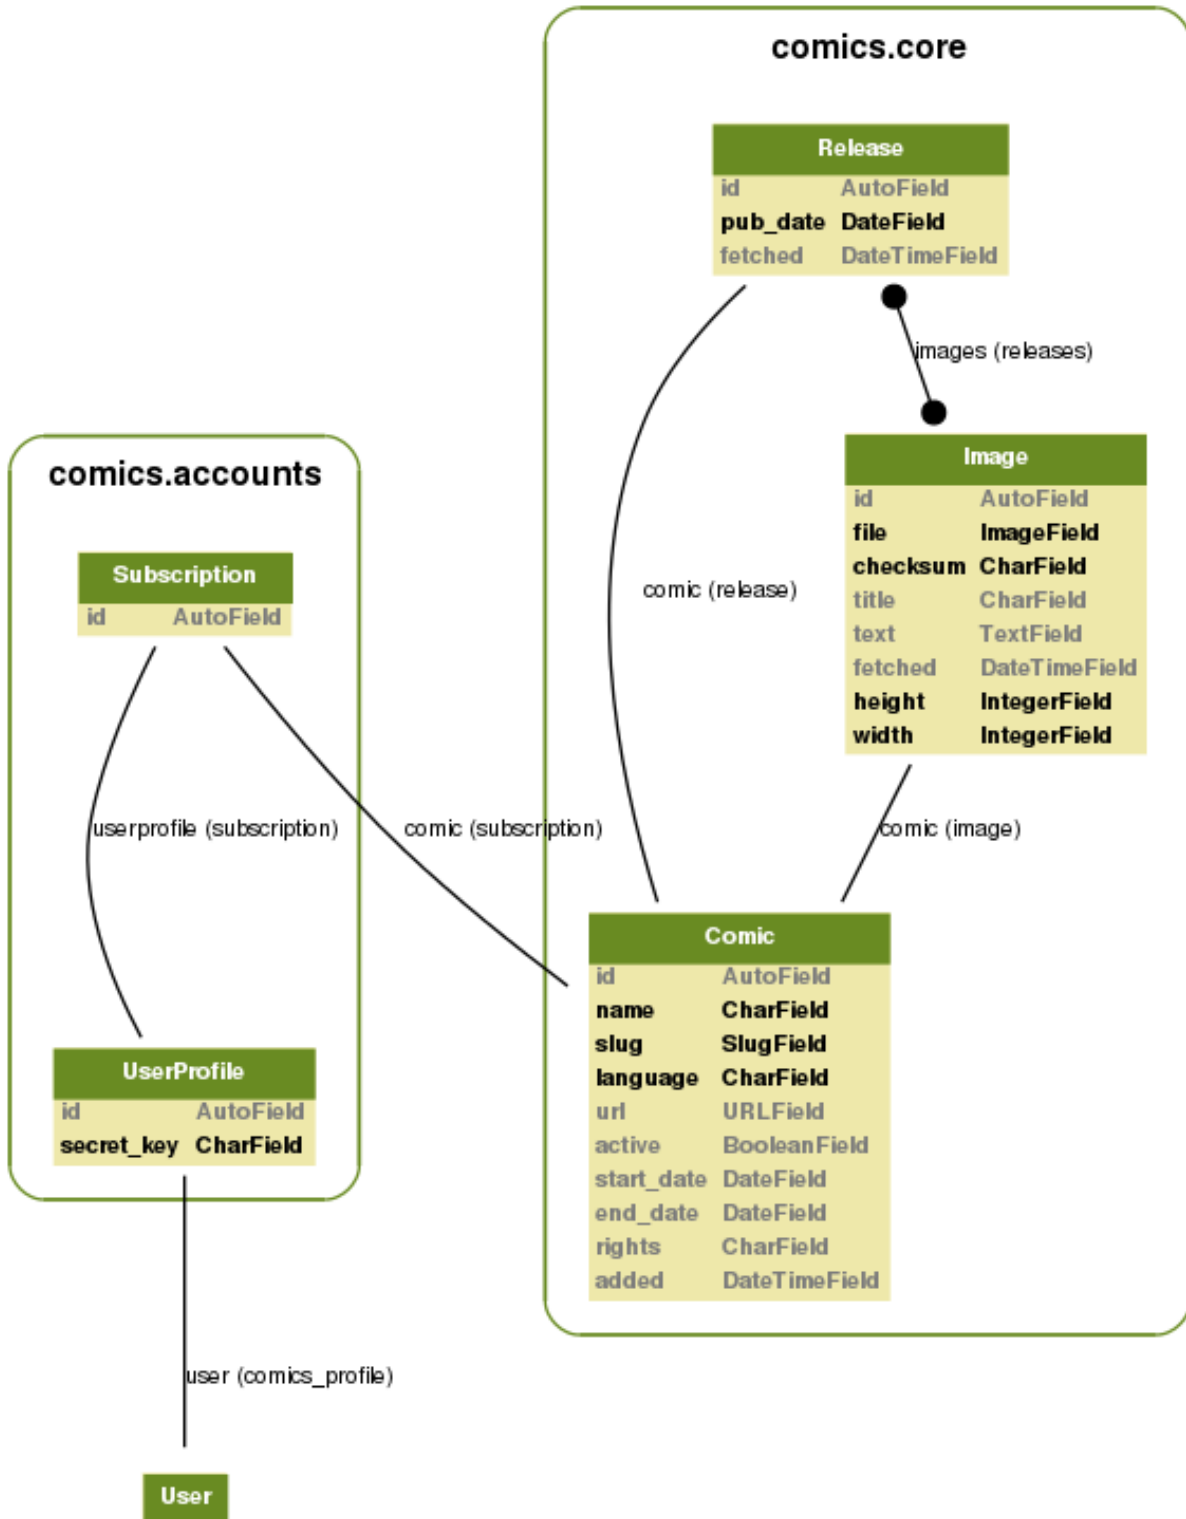 comics.core
Release
id AutoField
pub_date DateField
fetched DateTimeField
images (releases)
Image
id AutoField
file ImageField
checksum CharField
title CharField
text TextField
fetched DateTimeField
height IntegerField
width IntegerField
comic (release)
comic (image)
comics.accounts
Subscription
id AutoField
userprofile (subscription)
comic (subscription)
Comic
id AutoField
name CharField
slug SlugField
language CharField
url URLField
active BooleanField
start_date DateField
end_date DateField
rights CharField
added DateTimeField
UserProfile
id AutoField
secret_key CharField
user (comics_profile)
User